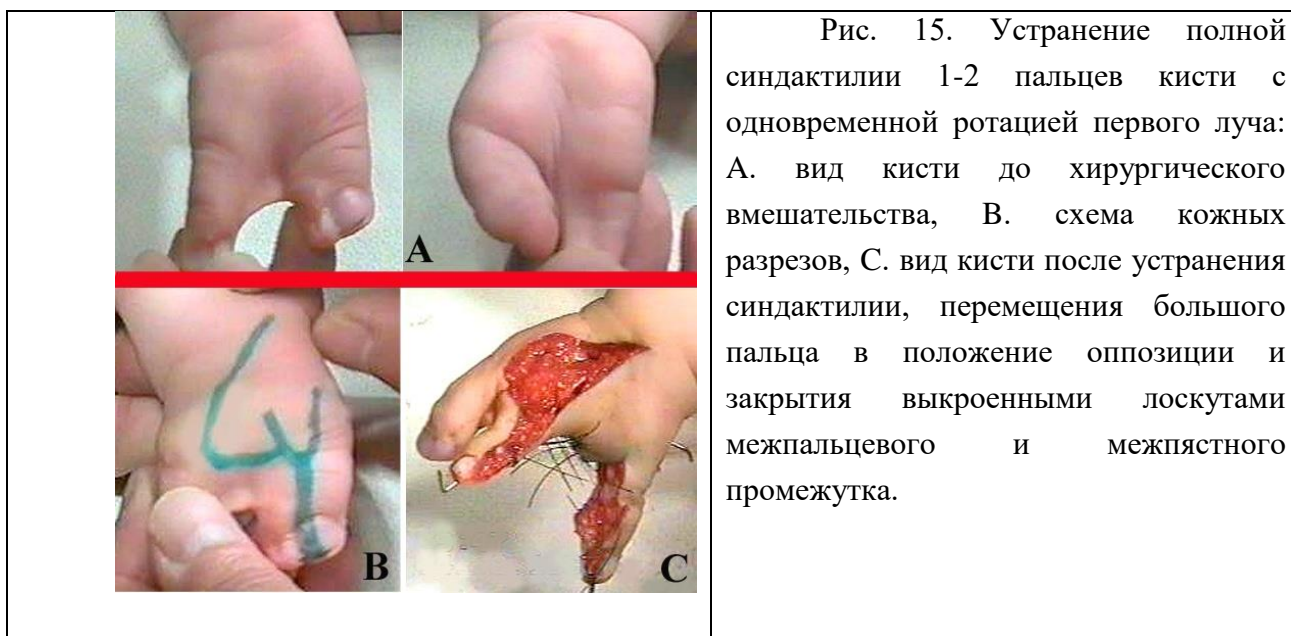 Рис. 15. Устранение полной
синдактилии 1-2 пальцев кисти с
одновременной ротацией первого луча:
А. вид кисти до хирургического
вмешательства, В. схема кожных
разрезов, С. вид кисти после устранения
синдактилии, перемещения большого
пальца в положение оппозиции и
закрытия выкроенными лоскутами
межпальцевого и межпястного
промежутка.
A
B
C